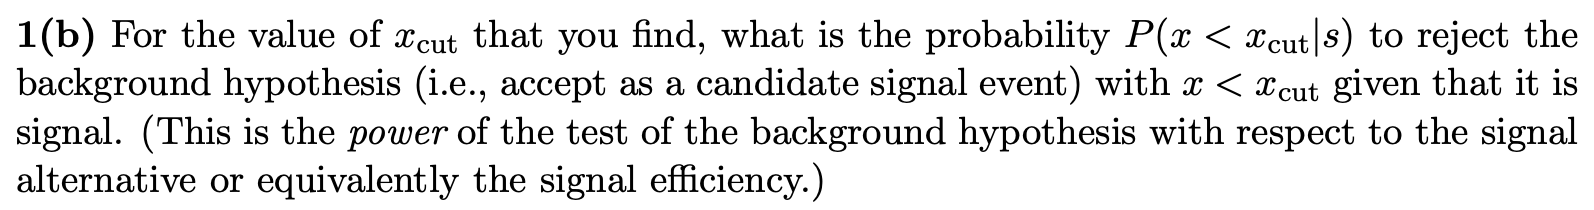 1(b) For the value of x_cut that you find, what is the probability P(x < x_cut|s) to reject the
background hypothesis (i.e., accept as a candidate signal event) with x < x_cut given that it is
signal. (This is the power of the test of the background hypothesis with respect to the signal
alternative or equivalently the signal efficiency.)